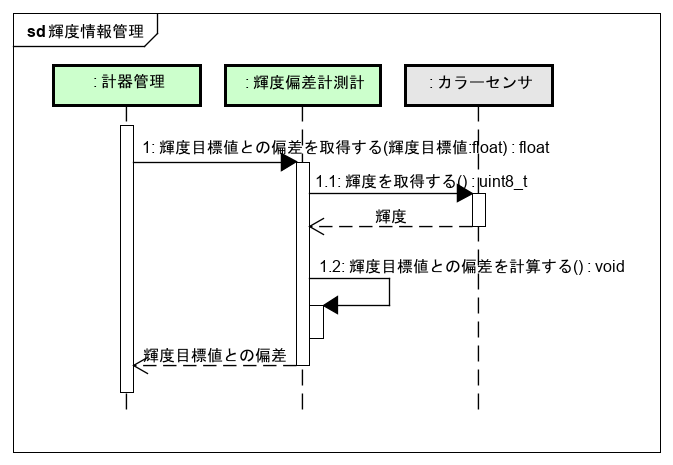 sd 輝度情報管理
: 計器管理
: 輝度偏差計測計
: カラーセンサ
1: 輝度目標値との偏差を取得する(輝度目標値:float) : float
1.1: 輝度を取得する() : uint8_t
輝度
1.2: 輝度目標値との偏差を計算する() : void
輝度目標値との偏差